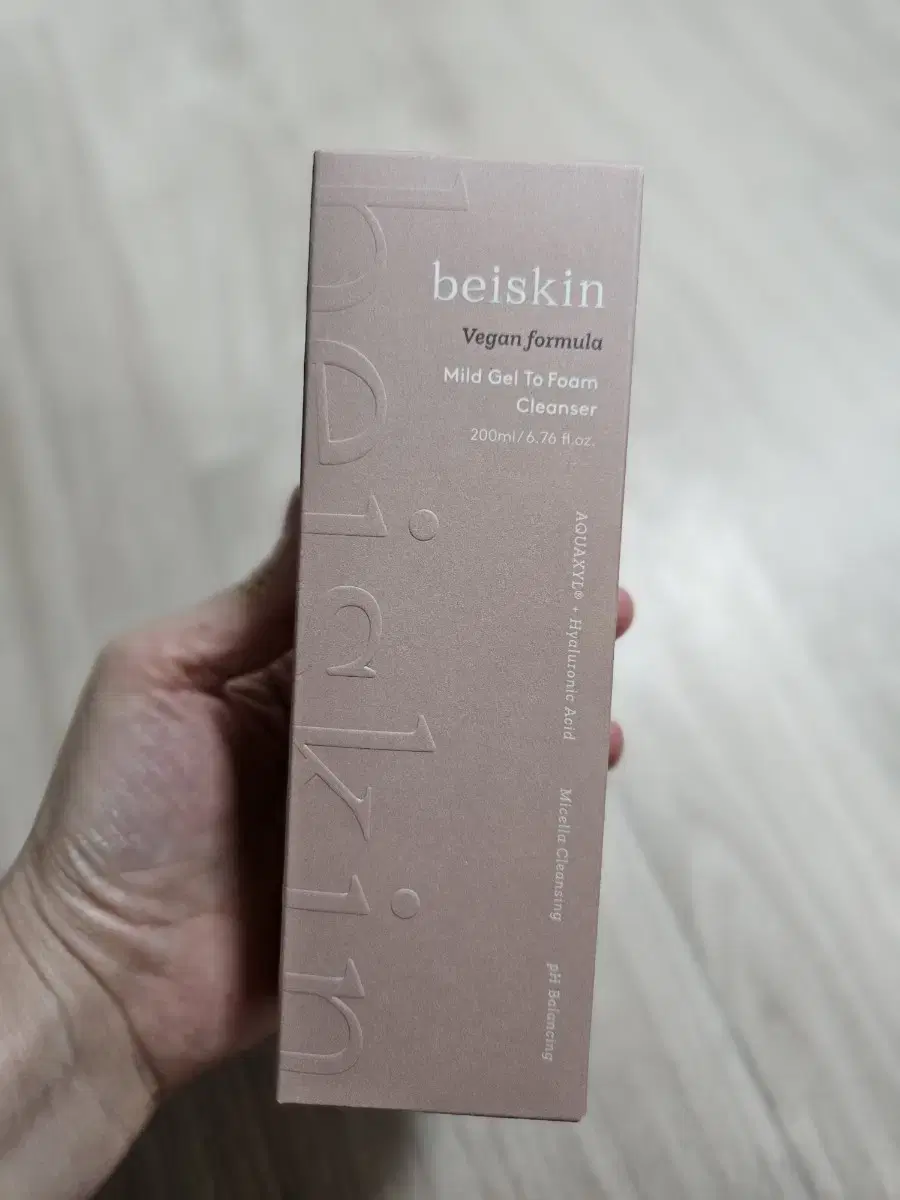 beiskin
Vegan formula
Mild Gel To Foam
Cleanser
200ml/6.76 fl.oz.
AQUAXYL® + Hyaluronic Acid
Micella Cleansing
pH Balancing
beiskin